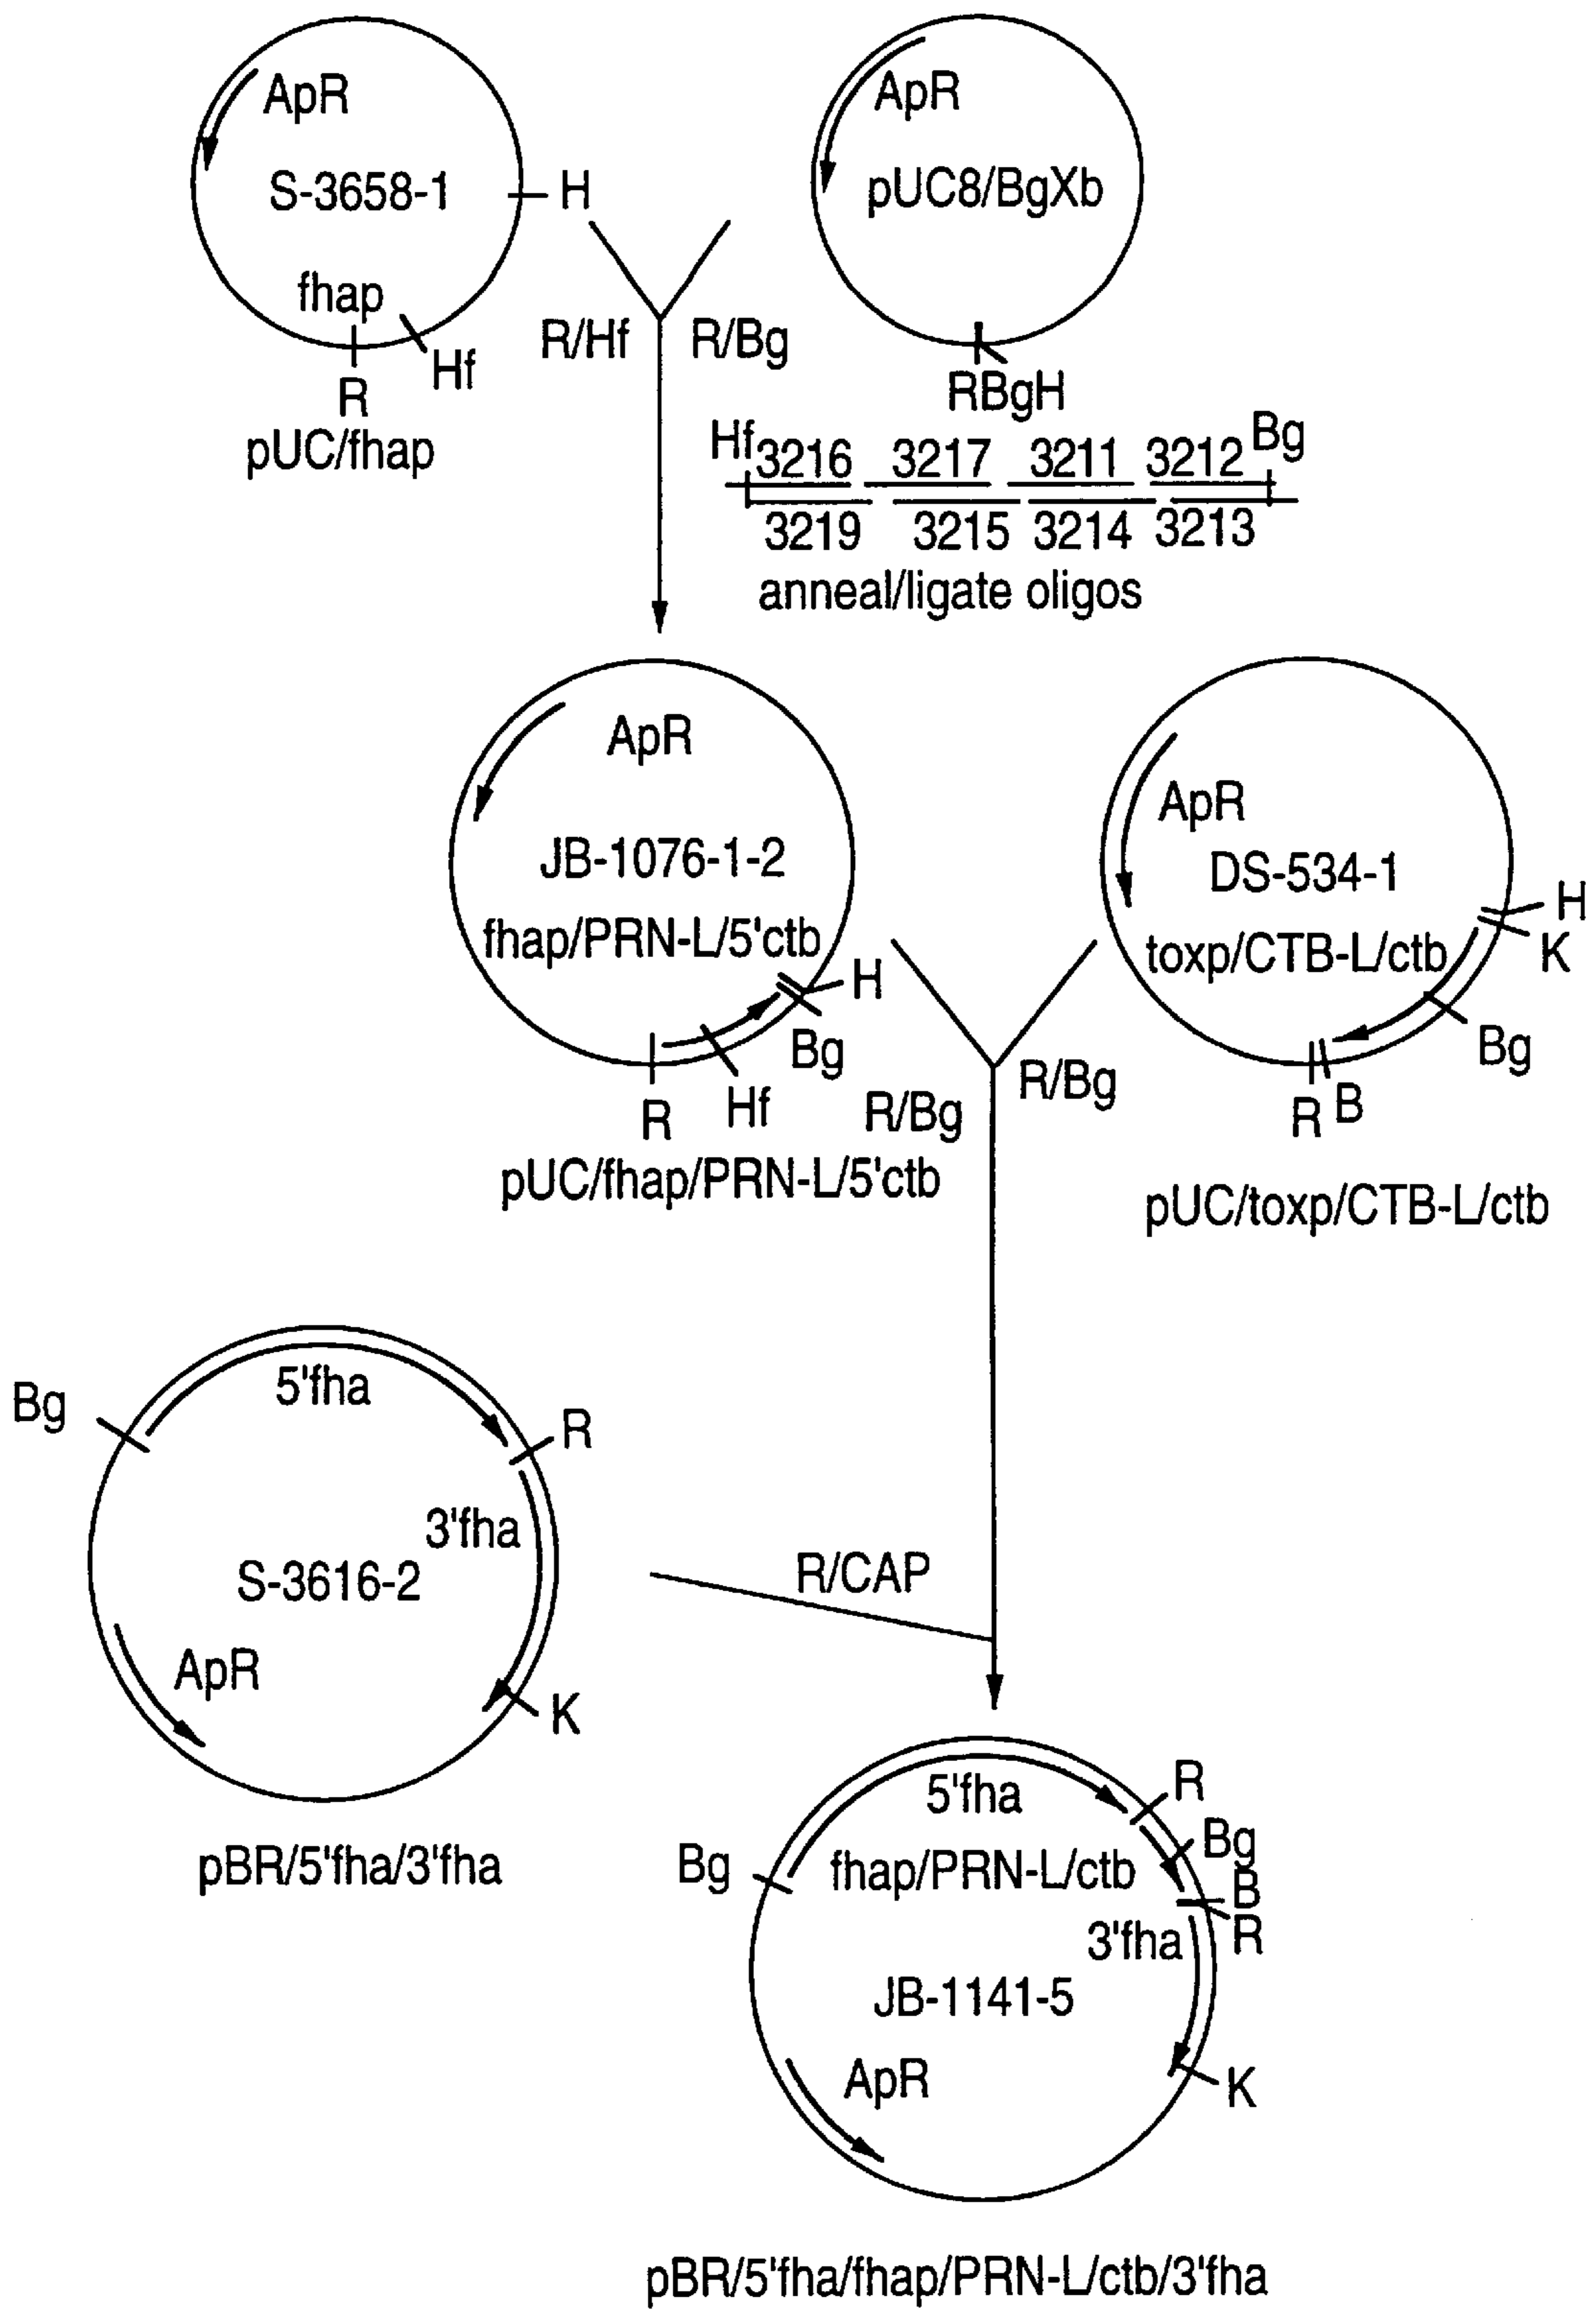 ApR
S-3658-1
H
fhap
Hf
R
pUC/fhap
ApR
pUC8/BgXb
RBgH
R/Hf
R/Bg
Hf
3216
3217
3211
3212
Bg
3219
3215
3214
3213
anneal/ligate oligos
ApR
JB-1076-1-2
fhap/PRN-L/5'ctb
H
Bg
Hf
R
pUC/fhap/PRN-L/5'ctb
ApR
DS-534-1
toxp/CTB-L/ctb
H
K
Bg
B
R
pUC/toxp/CTB-L/ctb
R/Bg
R/Bg
Bg
5'fha
R
3'fha
S-3616-2
ApR
K
pBR/5'fha/3'fha
R/CAP
5'fha
R
Bg
Bg
fhap/PRN-L/ctb
B
R
3'fha
JB-1141-5
ApR
K
pBR/5'fha/fhap/PRN-L/ctb/3'fha